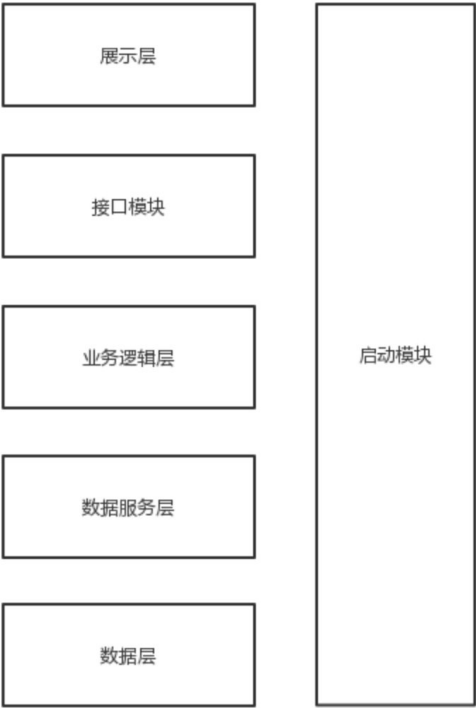 展示层
接口模块
业务逻辑层
数据服务层
数据层
启动模块